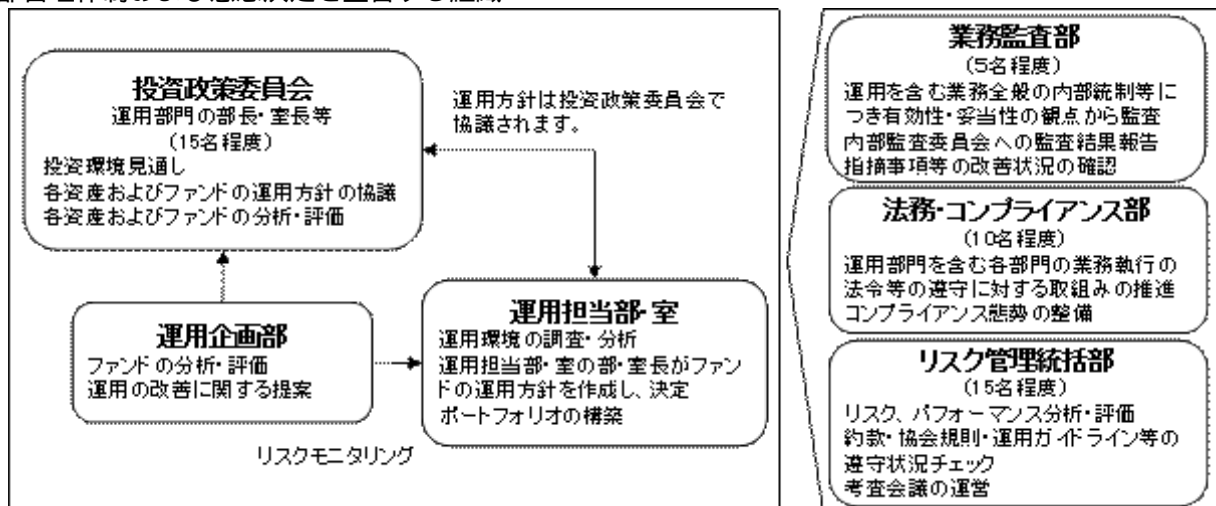 投資政策委員会
運用部門の部長・室長等
(15名程度)
投資環境見通し
各資産およびファンドの運用方針の協議
各資産およびファンドの分析・評価
運用方針は投資政策委員会で
協議されます。
運用企画部
ファンドの分析・評価
運用の改善に関する提案
運用担当部・室
運用環境の調査・分析
運用担当部・室の部・室長がファン
ドの運用方針を作成し、決定
ポートフォリオの構築
リスクモニタリング
業務監査部
(5名程度)
運用を含む業務全般の内部統制等に
つき有効性・妥当性の観点から監査
内部監査委員会への監査結果報告
指摘事項等の改善状況の確認
法務・コンプライアンス部
(10名程度)
運用部門を含む各部門の業務執行の
法令等の遵守に対する取組みの推進
コンプライアンス態勢の整備
リスク管理統括部
(15名程度)
リスク、パフォーマンス分析・評価
約款・協会規則・運用ガイドライン等の
遵守状況チェック
考査会議の運営